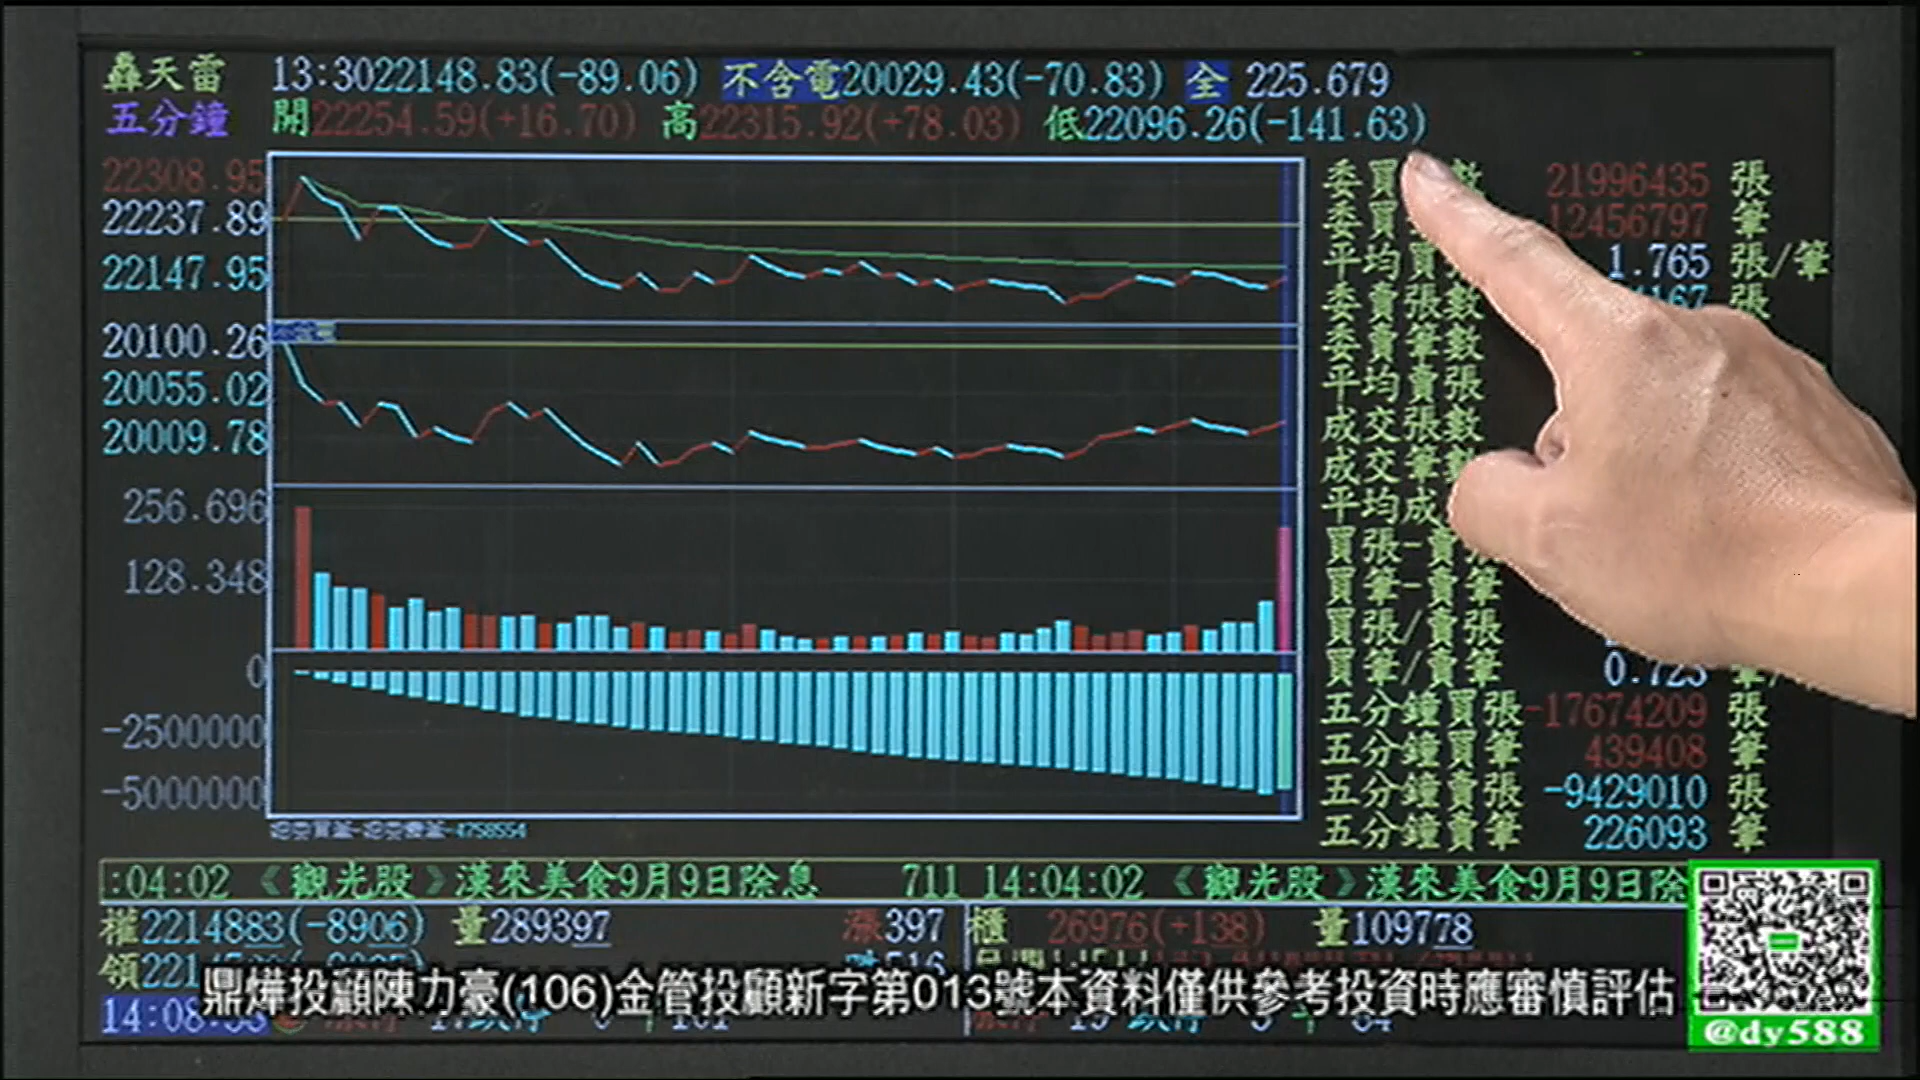 轟天雷 13:30 22148.83(-89.06) 不含電20029.43(-70.83) 全 225.679
五分鐘 開22254.59(+16.70) 高22315.92(+78.03) 低22096.26(-141.63)
22308.95
22237.89
22147.95
20100.26
20055.02
20009.78
256.696
128.348
0
-2500000
-5000000
-4758554
委買 數 21996435 張
委買 12456797 筆
平均買 1.765 張/筆
委賣張數 張
委賣筆數
平均賣張
成交張數
成交筆
平均成
買張-賣
買筆-賣筆
買張/賣張
買筆/賣筆 0.723
五分鐘買張 -17674209 張
五分鐘買筆 439408 筆
五分鐘賣張 -9429010 張
五分鐘賣筆 226093 筆
:04:02 《觀光股》漢來美食9月9日除息 711 14:04:02 《觀光股》漢來美食9月9日除
權2214883(-8906) 量289397 漲397 櫃 26976(+138) 量109778
鼎燁投顧陳力豪(106)金管投顧新字第013號本資料僅供參考投資時應審慎評估
@dy588